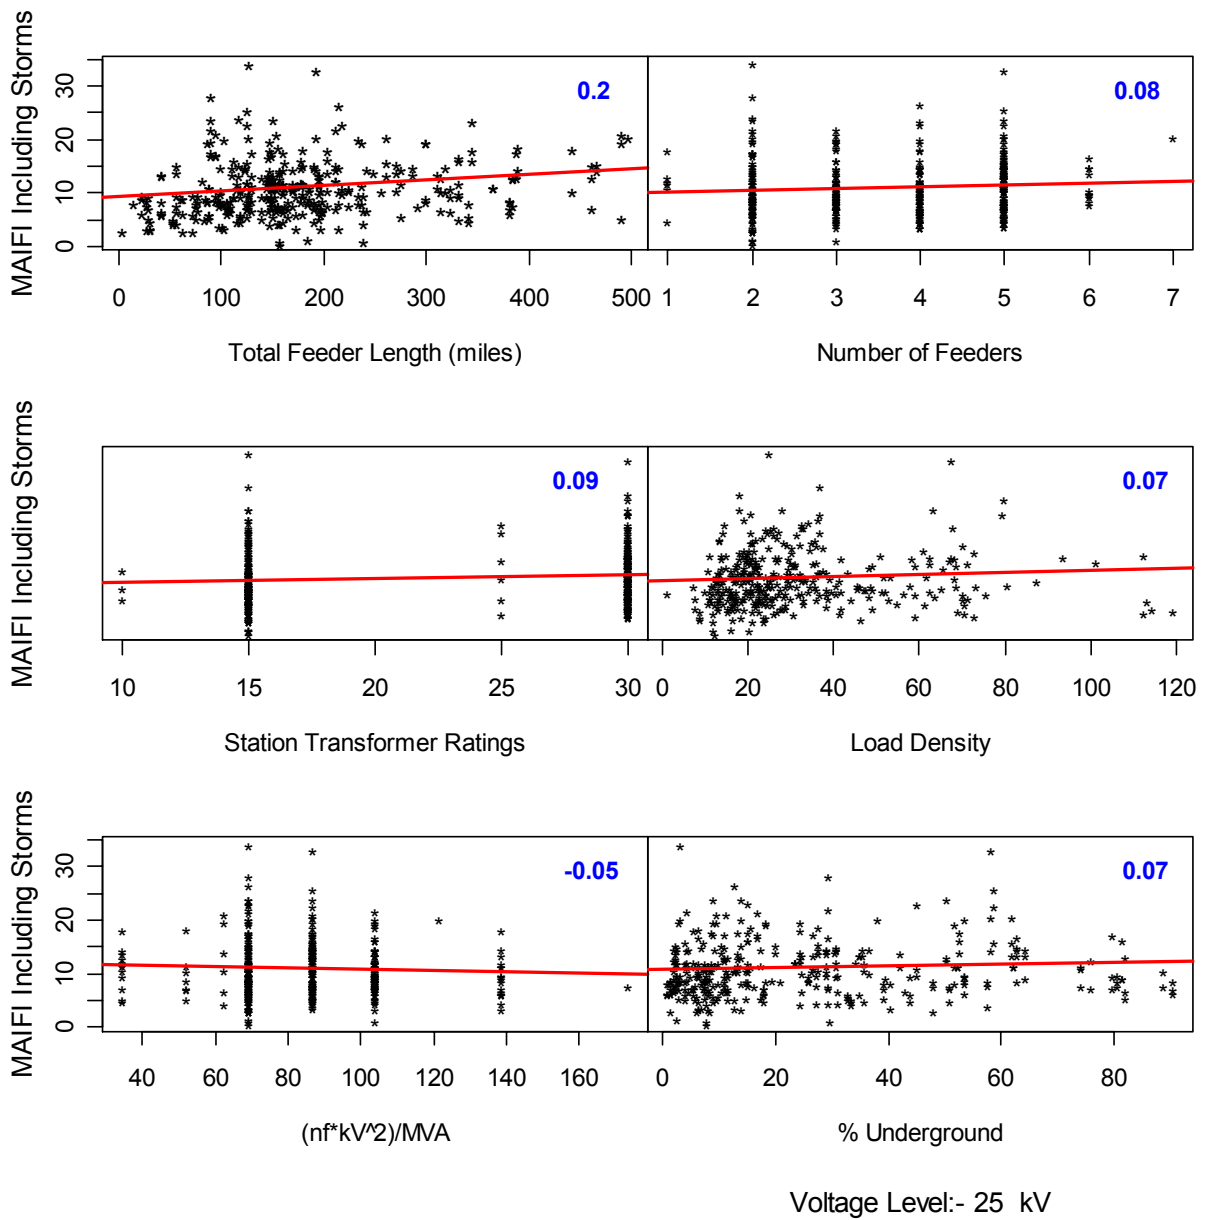 MAIFI Including Storms
0 10 20 30
0.2
0.08
0 100 200 300 400 500
1 2 3 4 5 6 7
Total Feeder Length (miles)
Number of Feeders
MAIFI Including Storms
0.09
0.07
10 15 20 25 30
0 20 40 60 80 100 120
Station Transformer Ratings
Load Density
MAIFI Including Storms
0 10 20 30
-0.05
0.07
40 60 80 100 120 140 160
0 20 40 60 80
(nf*kV^2)/MVA
% Underground
Voltage Level:- 25 kV